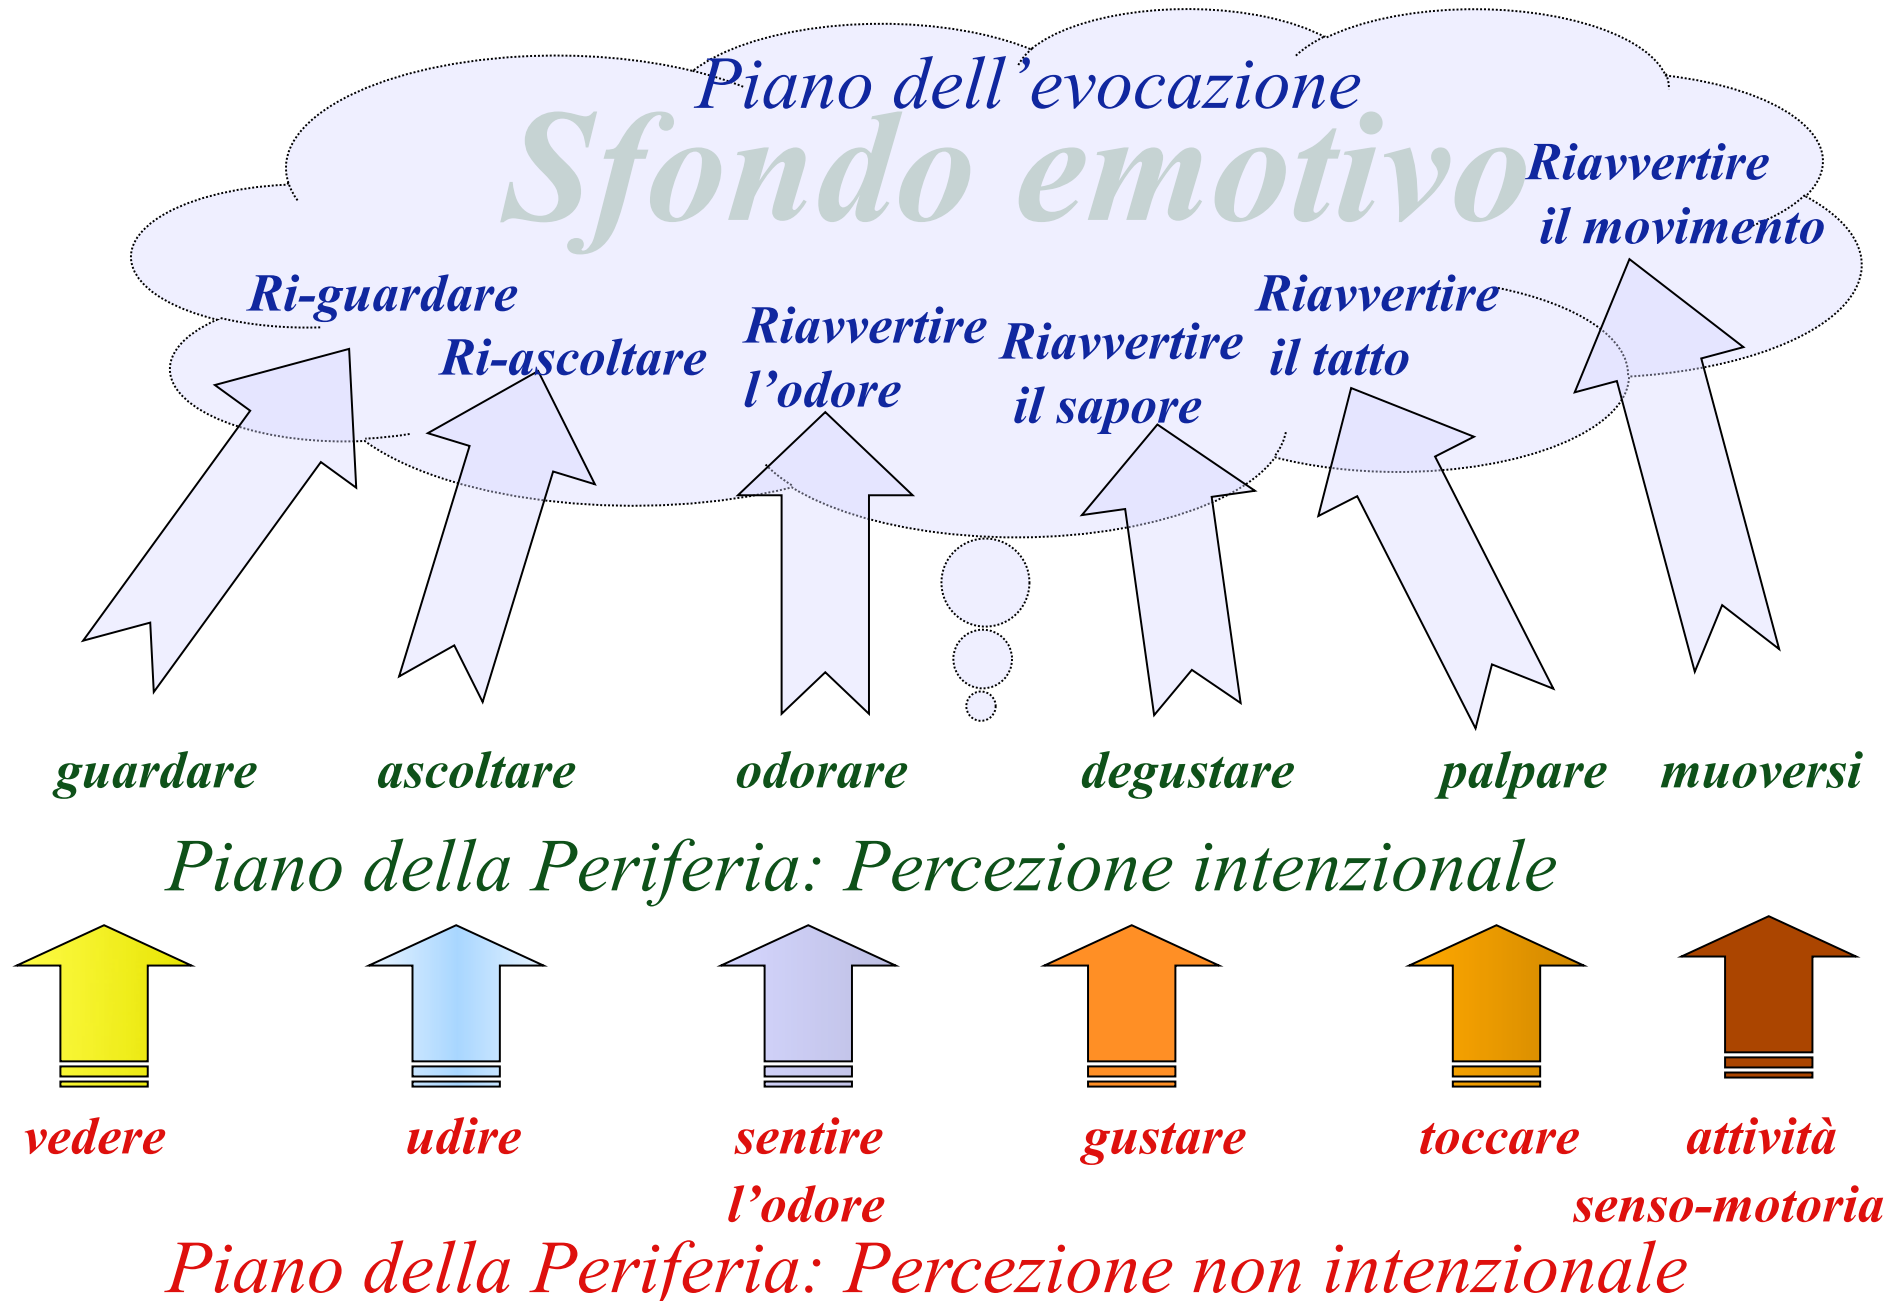 Piano dell’evocazione
Sfondo emotivo
Riavvertire
il movimento
Ri-guardare
Ri-ascoltare
Riavvertire
l’odore
Riavvertire
il sapore
Riavvertire
il tatto
guardare ascoltare odorare degustare palpare muoversi
Piano della Periferia: Percezione intenzionale
vedere udire sentire gustare toccare attività
l’odore senso-motoria
Piano della Periferia: Percezione non intenzionale